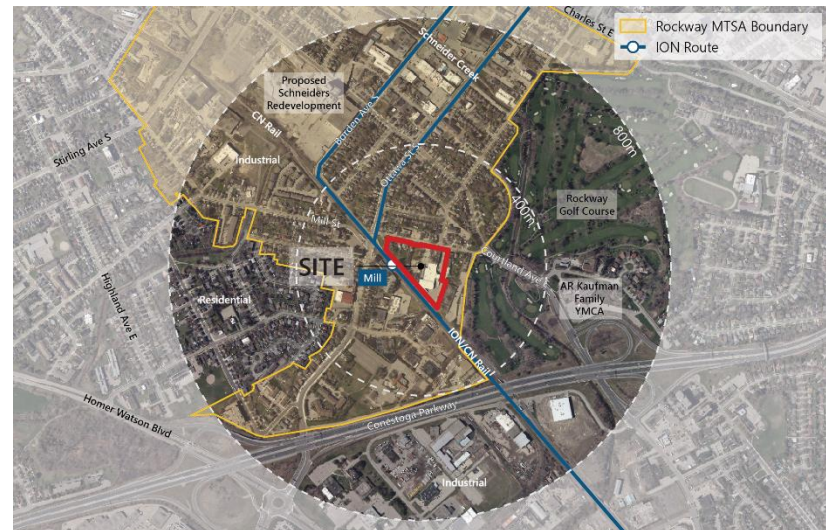 Charles St E
Rockway MTSA Boundary
ION Route
Schneider Creek
Proposed
Schneiders
Redevelopment
Borden Ave S
CN Rail
800m
Stirling Ave S
Industrial
Ottawa St S
400m
Rockway
Golf Course
Mill St
SITE
Mill
Courtland Ave E
AR Kaufman
Family
YMCA
Residential
Highland Ave E
ION/CN Rail
Homer Watson Blvd
Conestoga Parkway
Industrial